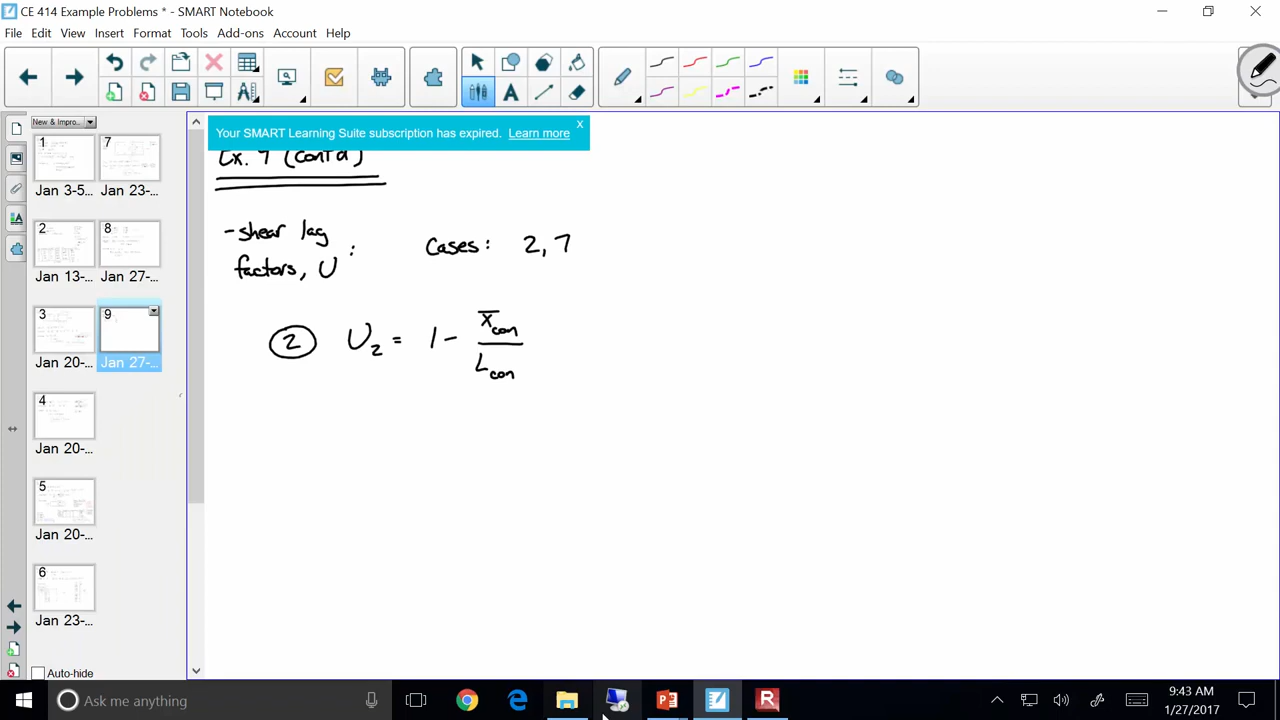 CE 414 Example Problems * - SMART Notebook
File Edit View Insert Format Tools Add-ons Account Help
New & Impro...
Your SMART Learning Suite subscription has expired. Learn more x
1
Jan 3-5...
7
Jan 23-...
2
Jan 13-...
8
Jan 27-...
3
Jan 20-...
9
Jan 27-...
4
Jan 20-...
5
Jan 20-...
6
Jan 23-...
Auto-hide
(cont'd)
- shear lag
factors, U :
Cases: 2, 7
2 U2 = 1 - x̄con
Lcon
Ask me anything
9:43 AM
1/27/2017